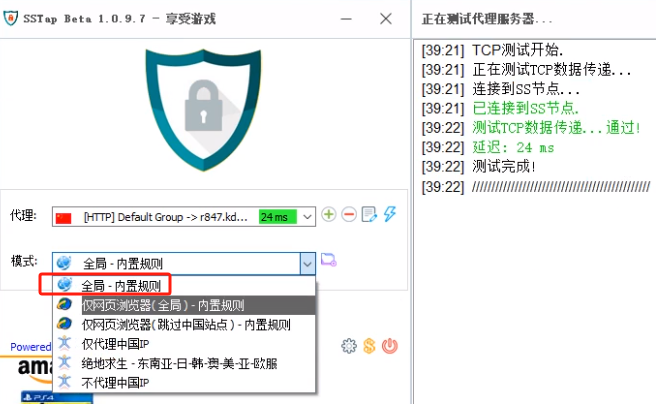 SSTap Beta 1.0.9.7 - 享受游戏
代理:
[HTTP] Default Group -> r847.kd...
24 ms
模式:
全局 - 内置规则
全局 - 内置规则
仅网页浏览器(全局) - 内置规则
仅网页浏览器(跳过中国站点) - 内置规则
仅代理中国IP
绝地求生 - 东南亚-日-韩-澳-美-亚-欧服
不代理中国IP
Powered
PS4
正在测试代理服务器...
[39:21] TCP测试开始.
[39:21] 正在测试TCP数据传递...
[39:21] 连接到SS节点...
[39:21] 已连接到SS节点.
[39:22] 测试TCP数据传递...通过!
[39:22] 延迟: 24 ms
[39:22] 测试完成!
[39:22] ////////////////////////////////////////////////